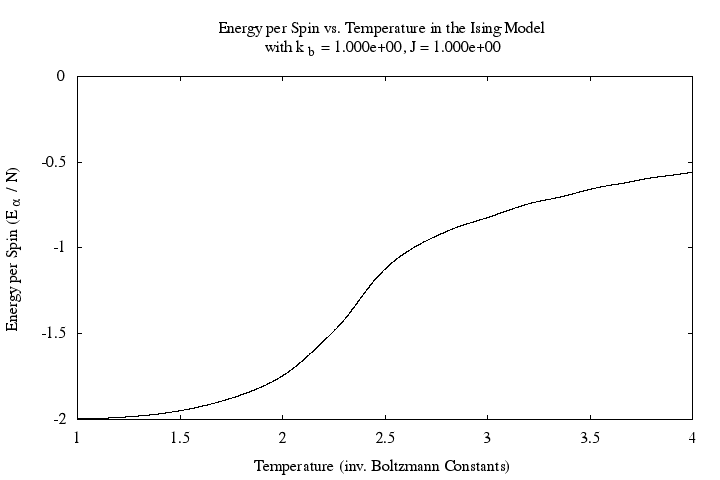 Energy per Spin vs. Temperature in the Ising Model
with k b = 1.000e+00, J = 1.000e+00
0
-0.5
-1
-1.5
-2
Energy per Spin (E α / N)
1 1.5 2 2.5 3 3.5 4
Temperature (inv. Boltzmann Constants)